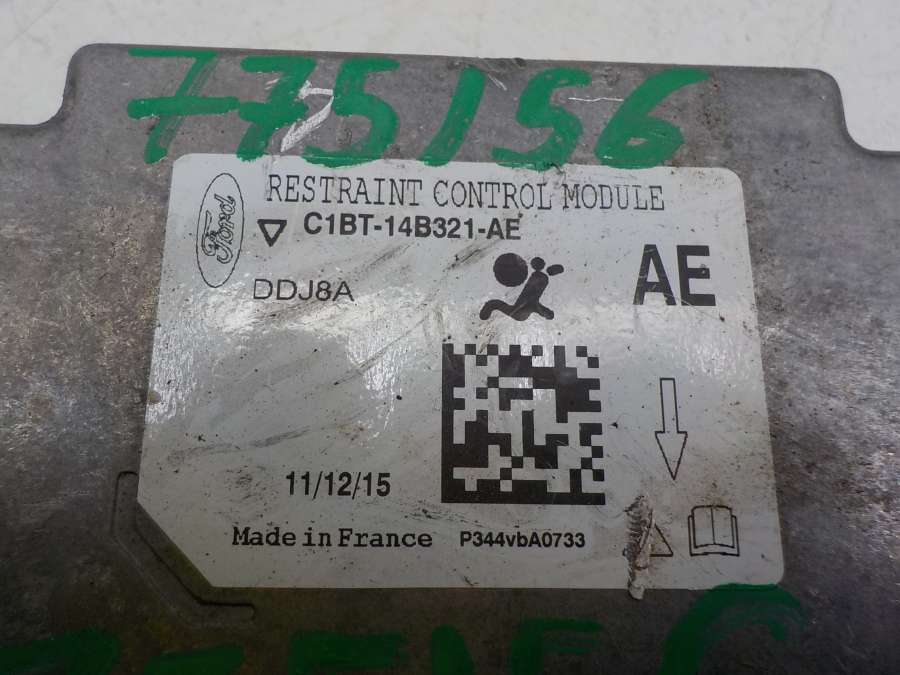 775156
Ford
RESTRAINT CONTROL MODULE
C1BT-14B321-AE
DDJ8A
AE
11/12/15
Made in France
P344vbA0733